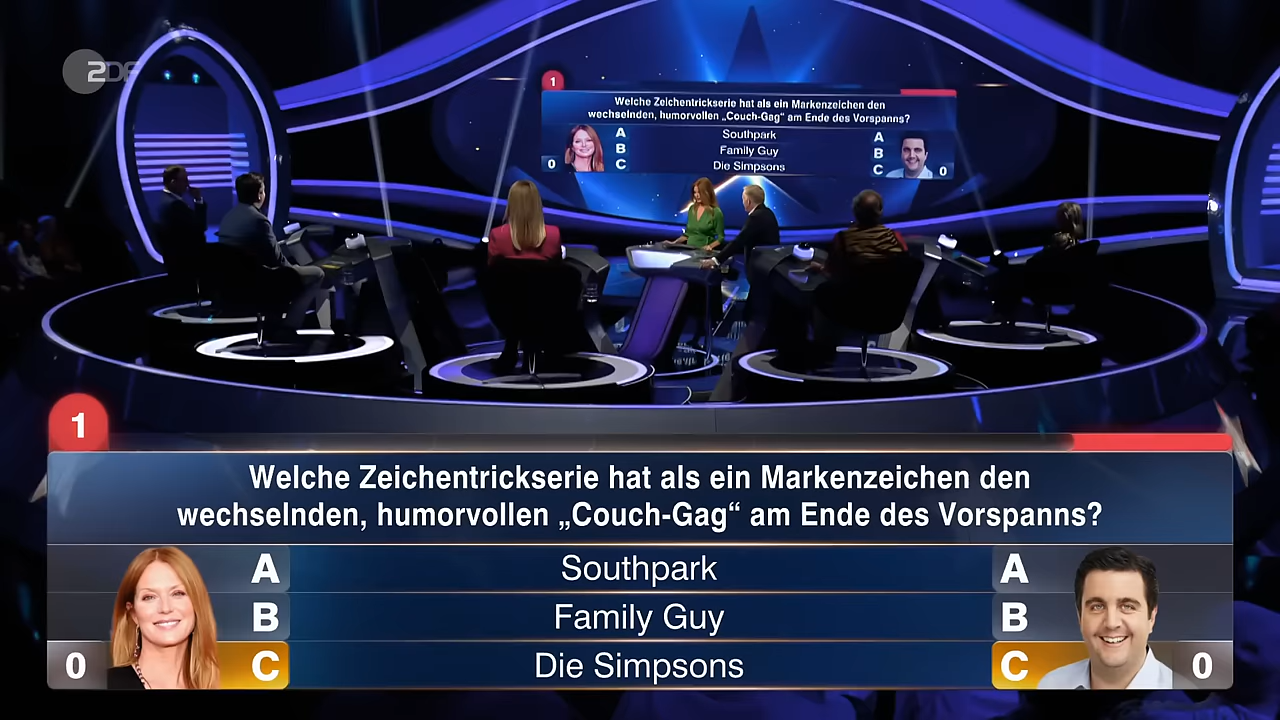 2DF
1
Welche Zeichentrickserie hat als ein Markenzeichen den
wechselnden, humorvollen „Couch-Gag“ am Ende des Vorspanns?
A Southpark A
B Family Guy B
0 C Die Simpsons C 0
1
Welche Zeichentrickserie hat als ein Markenzeichen den
wechselnden, humorvollen „Couch-Gag“ am Ende des Vorspanns?
A Southpark A
B Family Guy B
0 C Die Simpsons C 0